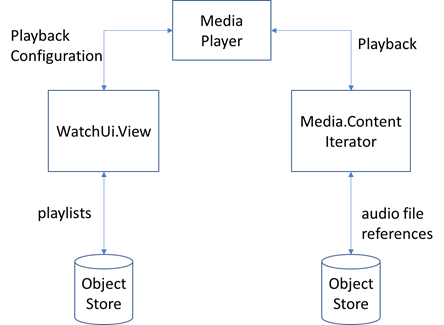 Media
Player
Playback
Configuration
Playback
WatchUi.View
Media.Content
Iterator
playlists
audio file
references
Object
Store
Object
Store